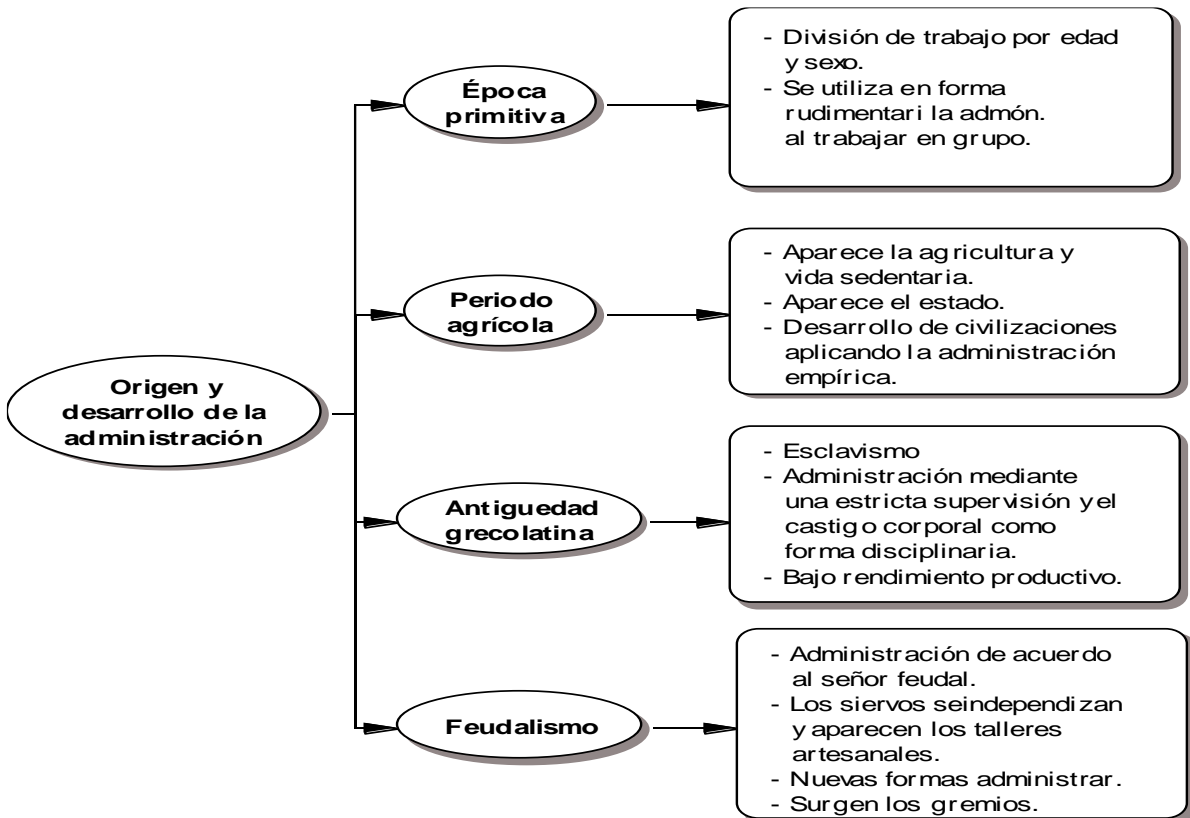 Origen y
desarrollo de la
administración
Época
primitiva
- División de trabajo por edad
y sexo.
- Se utiliza en forma
rudimentari la admón.
al trabajar en grupo.
Periodo
agrícola
- Aparece la agricultura y
vida sedentaria.
- Aparece el estado.
- Desarrollo de civilizaciones
aplicando la administración
empírica.
Antiguedad
grecolatina
- Esclavismo
- Administración mediante
una estricta supervisión y el
castigo corporal como
forma disciplinaria.
- Bajo rendimiento productivo.
Feudalismo
- Administración de acuerdo
al señor feudal.
- Los siervos seindependizan
y aparecen los talleres
artesanales.
- Nuevas formas administrar.
- Surgen los gremios.